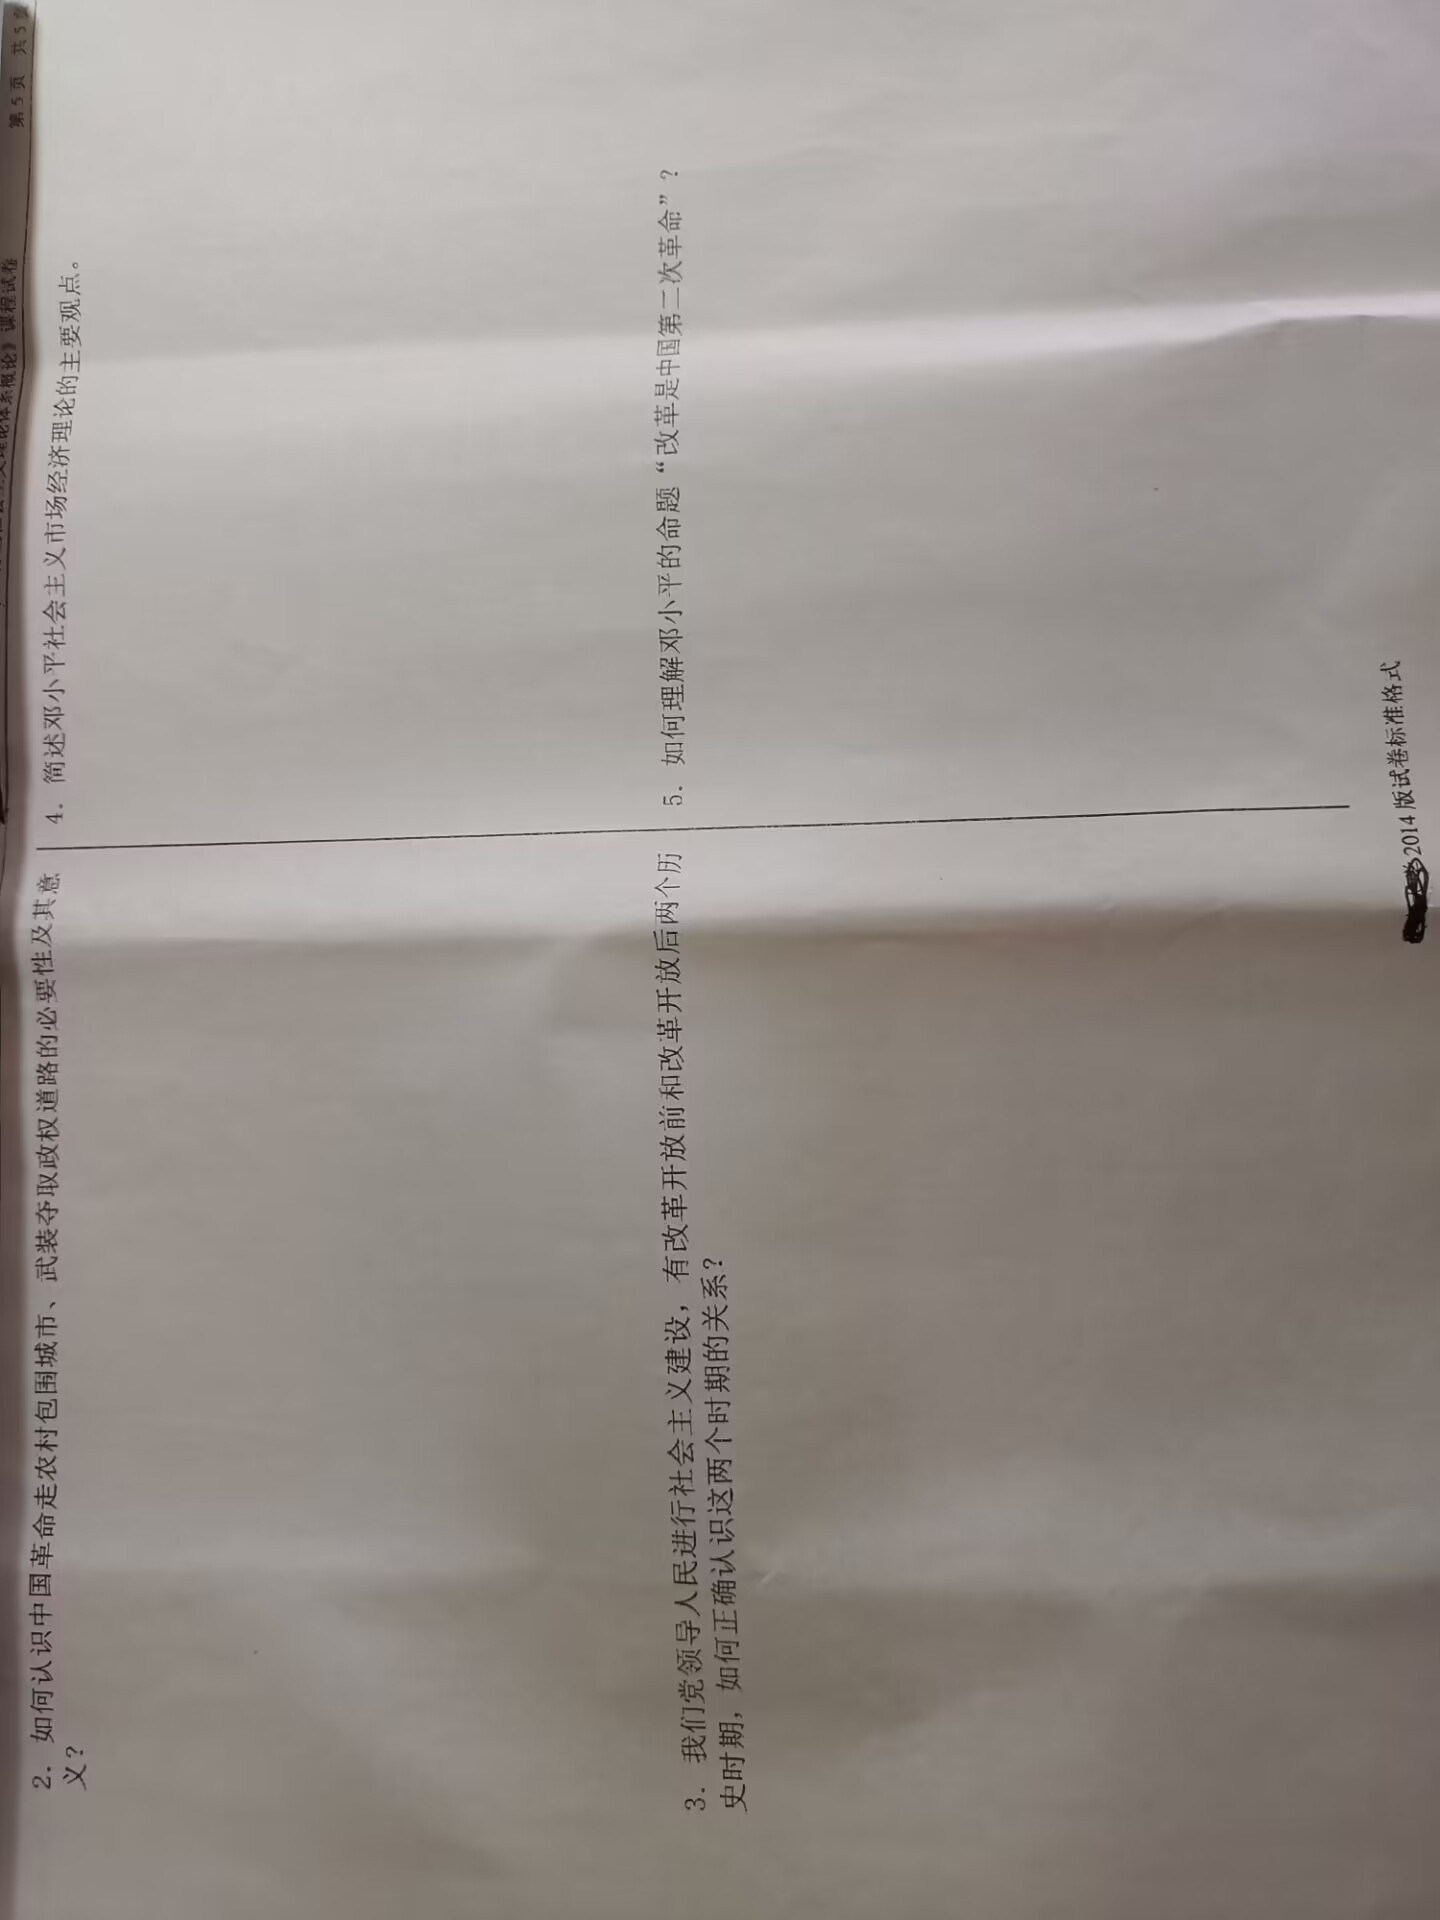 2. 如何认识中国革命走农村包围城市、武装夺取政权道路的必要性及其意
义？
3. 我们党领导人民进行社会主义建设，有改革开放前和改革开放后两个历
史时期，如何正确认识这两个时期的关系？
体系概论》课程试卷
第 5 页 共 5 页
4. 简述邓小平社会主义市场经济理论的主要观点。
5. 如何理解邓小平的命题“改革是中国第二次革命”？
2014 版试卷标准格式